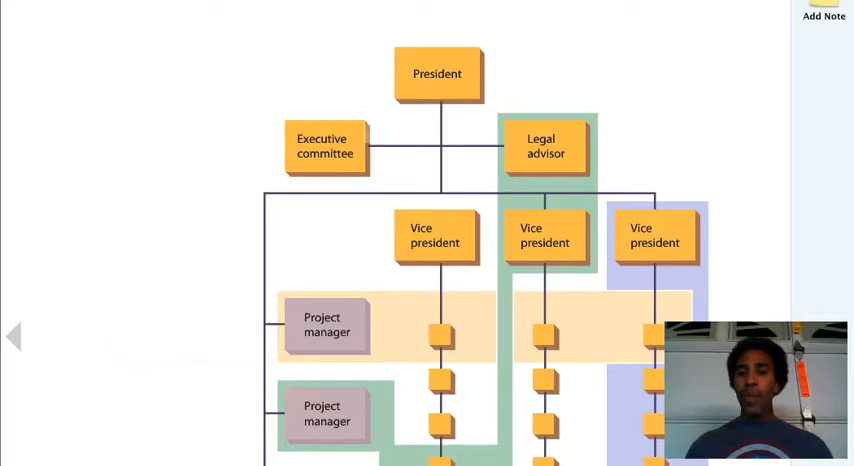 Add Note
President
Executive
committee
Legal
advisor
Vice
president
Vice
president
Vice
president
Project
manager
Project
manager